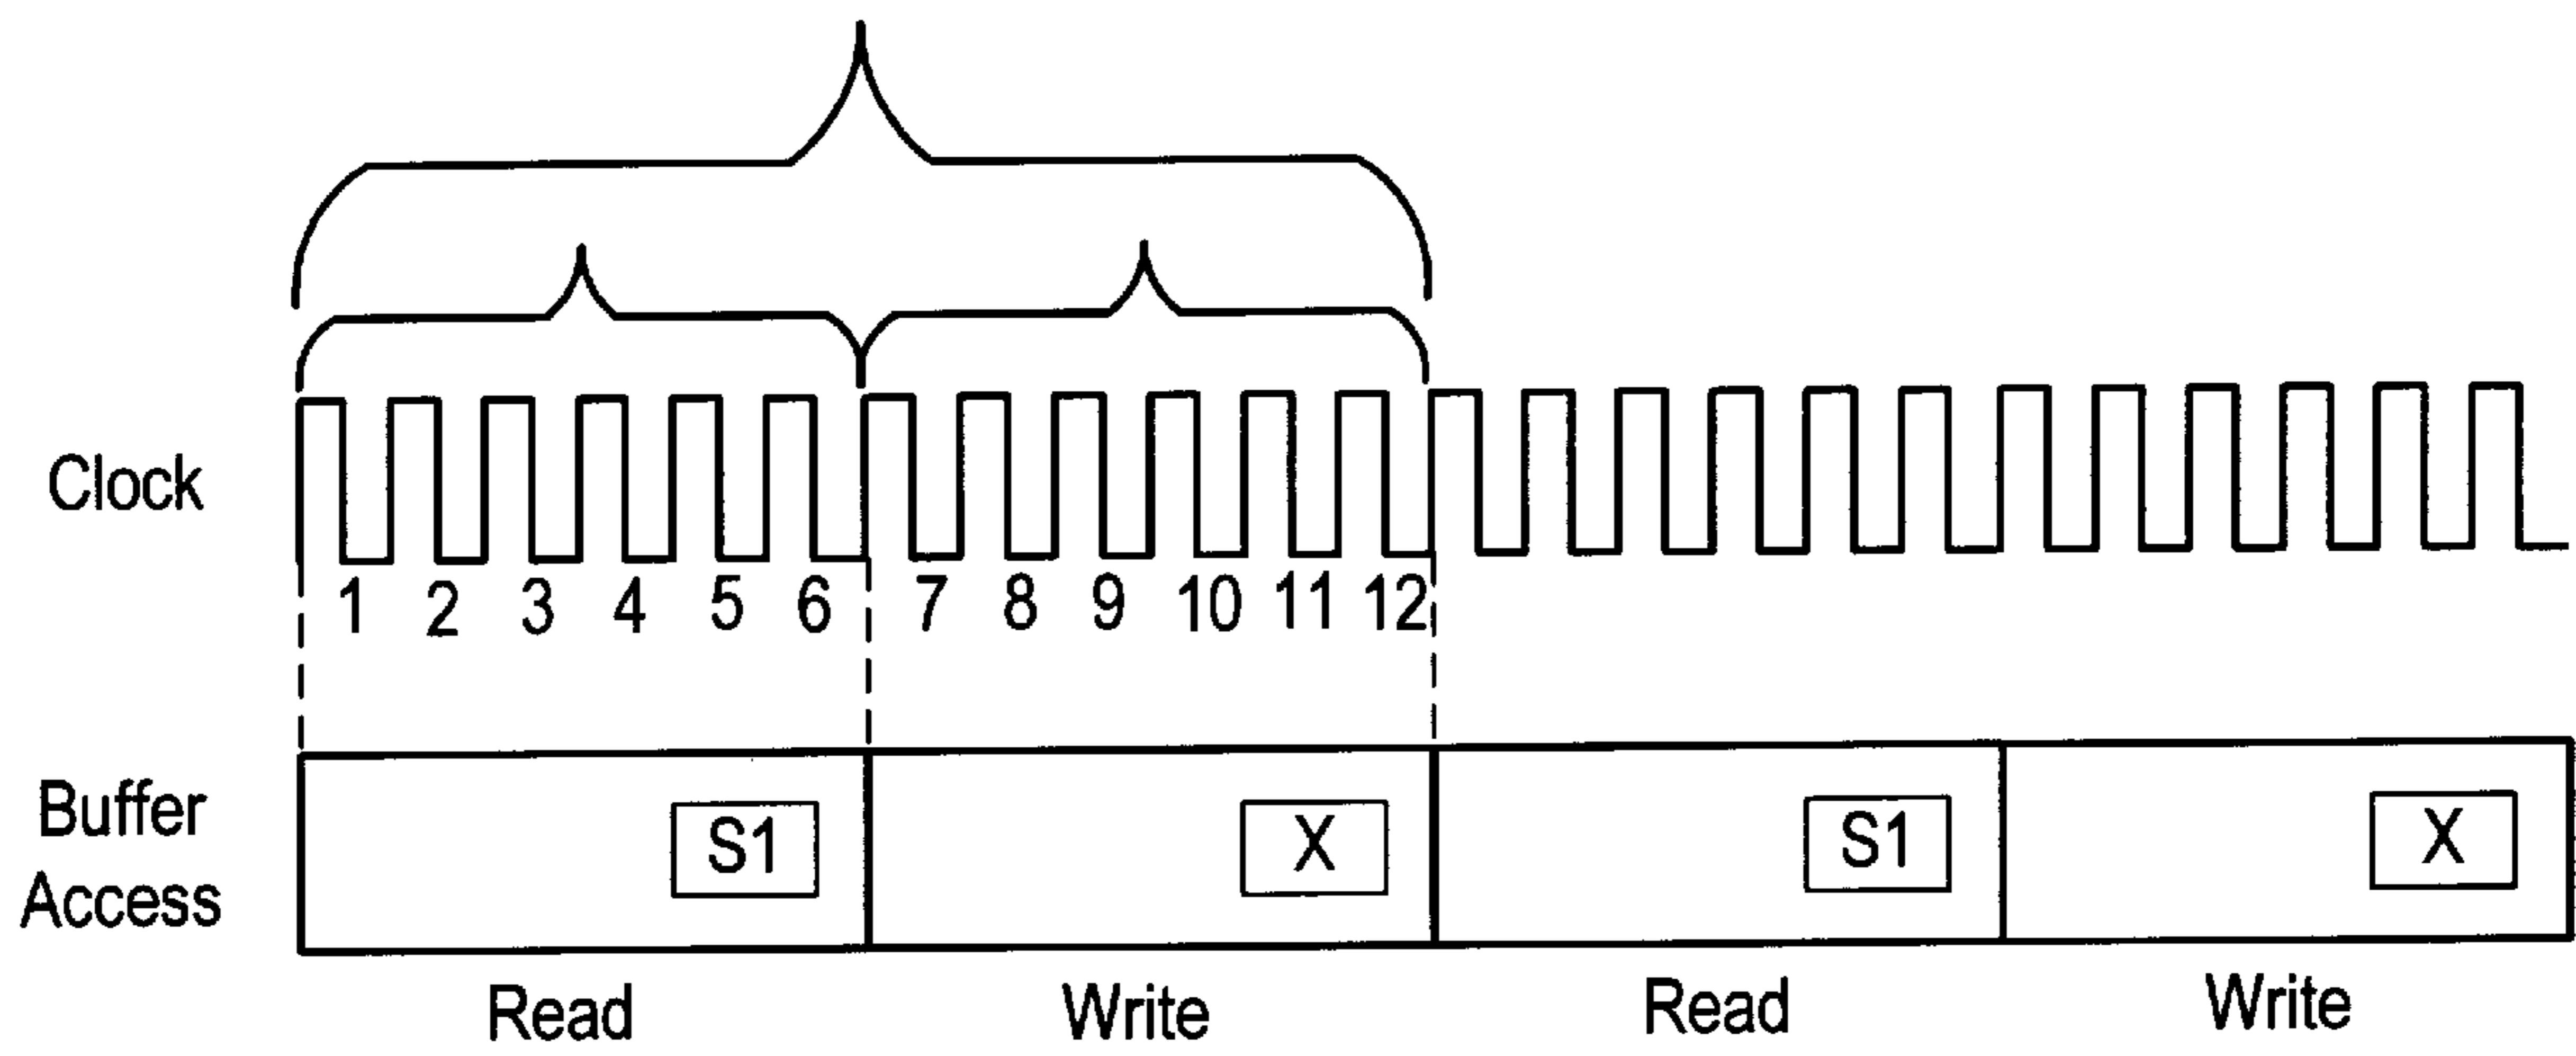 Clock
1 2 3 4 5 6 7 8 9 10 11 12
Buffer
Access
S1 X S1 X
Read Write Read Write